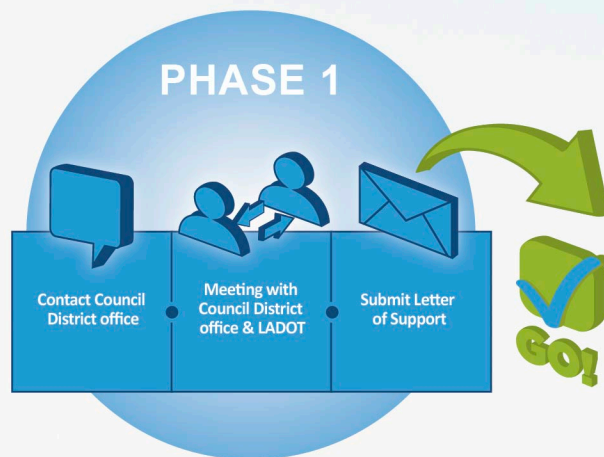 PHASE 1
Contact Council
District office
Meeting with
Council District
office & LADOT
Submit Letter
of Support
GO!